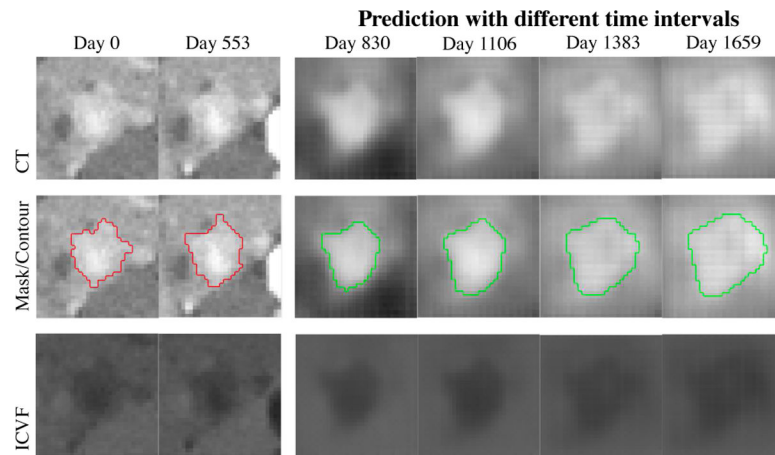 Prediction with different time intervals
Day 0 Day 553 Day 830 Day 1106 Day 1383 Day 1659
CT
Mask/Contour
ICVF